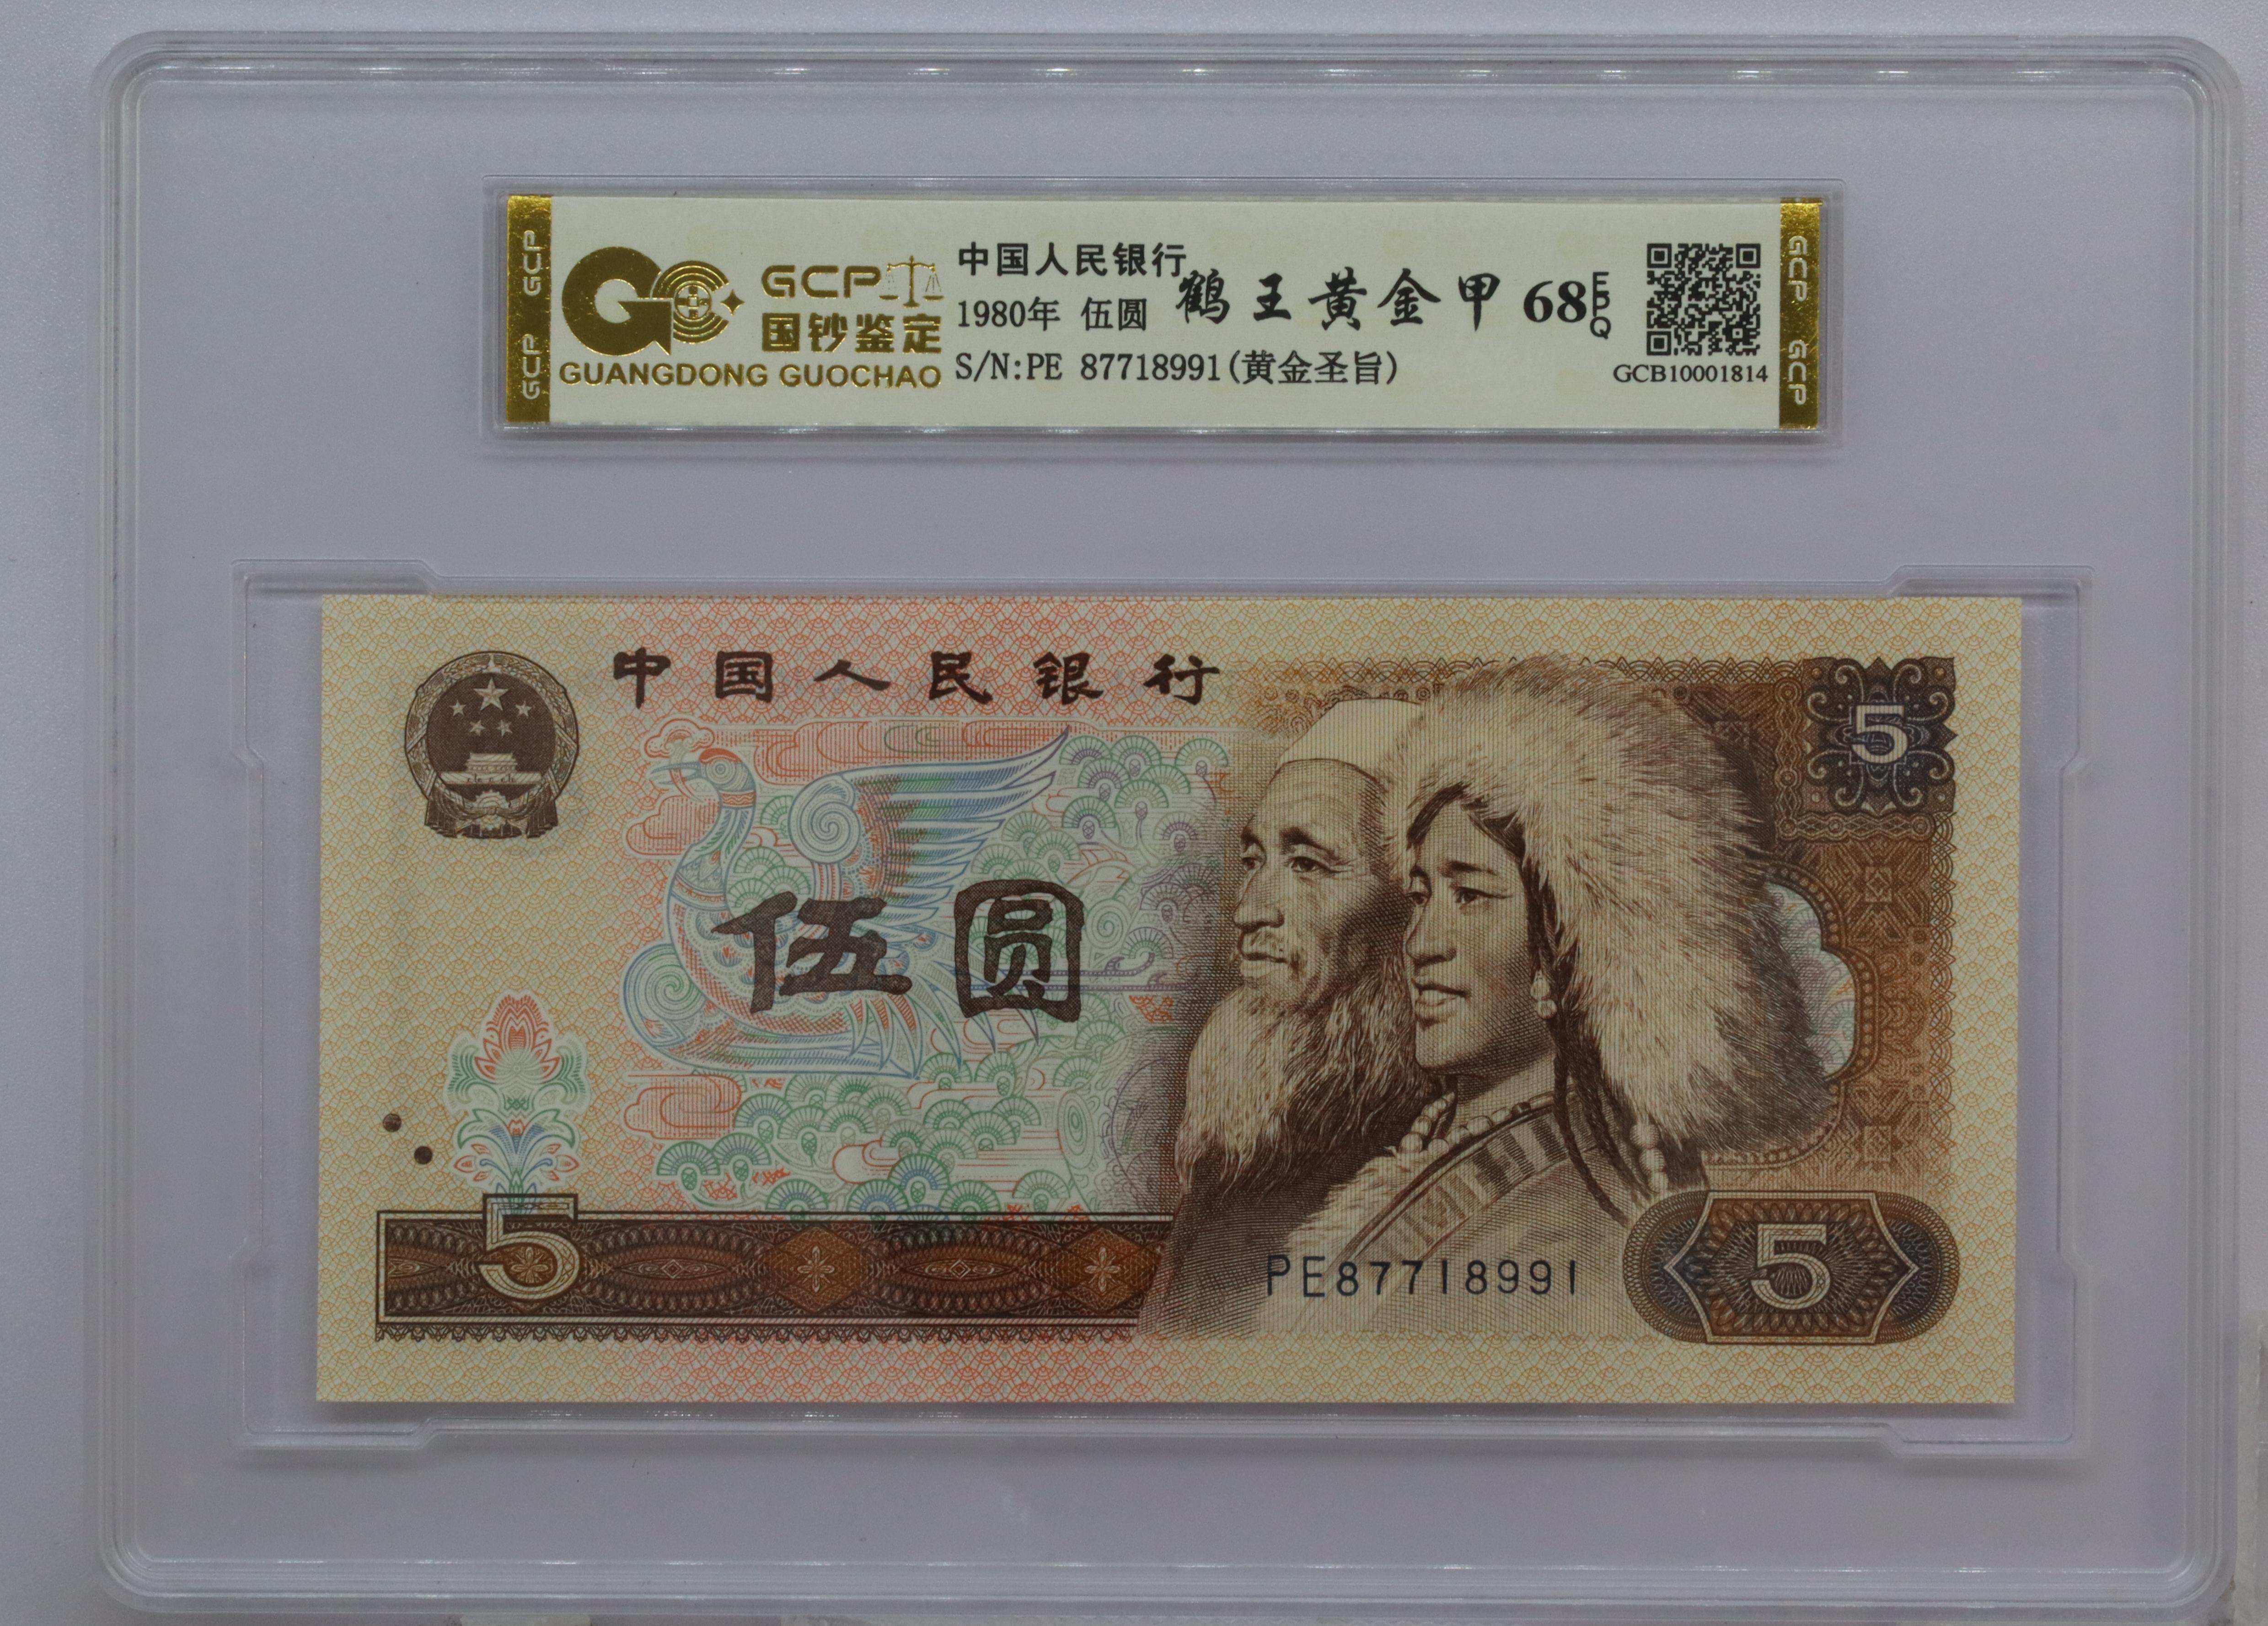 GCP GCP
GCP
国钞鉴定
GUANGDONG GUOCHAO
中国人民银行
1980年 伍圆
鹤王黄金甲 68 EPQ
S/N:PE 87718991(黄金圣旨)
GCB10001814
GCP GCP
中国人民银行
5
伍圆
5
PE87718991
5